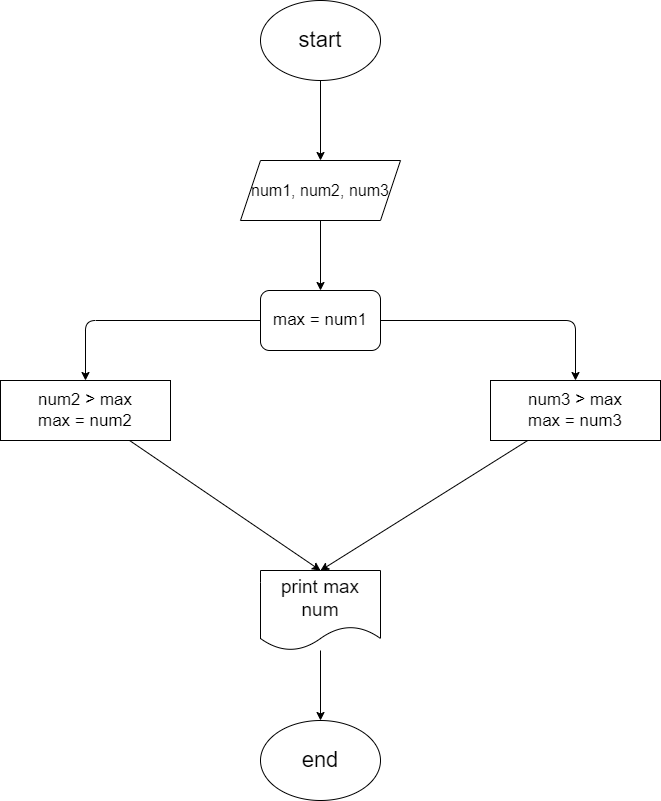 start
num1, num2, num3
max = num1
num2 > max
max = num2
num3 > max
max = num3
print max
num
end